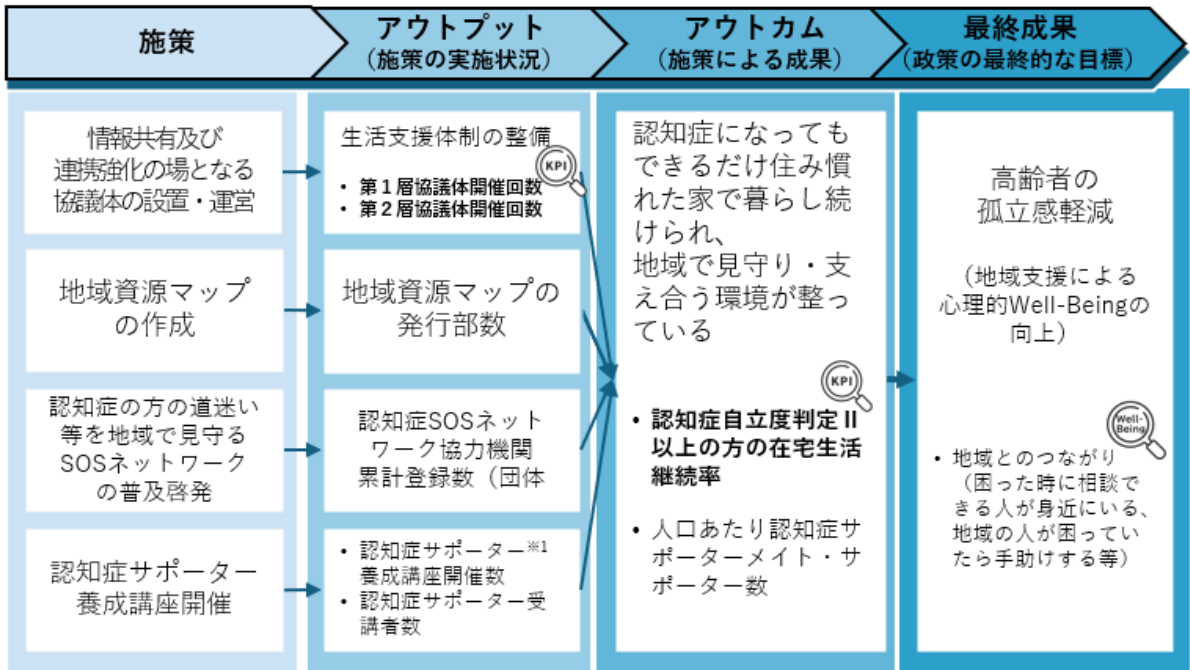 施策
アウトプット
（施策の実施状況）
アウトカム
（施策による成果）
最終成果
（政策の最終的な目標）
情報共有及び
連携強化の場となる
協議体の設置・運営
地域資源マップ
の作成
認知症の方の道迷い
等を地域で見守る
SOSネットワーク
の普及啓発
認知症サポーター
養成講座開催
生活支援体制の整備
KPI
• 第１層協議体開催回数
• 第２層協議体開催回数
地域資源マップの
発行部数
認知症SOSネット
ワーク協力機関
累計登録数（団体
• 認知症サポーター※1
養成講座開催数
• 認知症サポーター受
講者数
認知症になっても
できるだけ住み慣
れた家で暮らし続
けられ、
地域で見守り・支
え合う環境が整っ
ている
KPI
• 認知症自立度判定Ⅱ
以上の方の在宅生活
継続率
• 人口あたり認知症サ
ポーターメイト・サ
ポーター数
高齢者の
孤立感軽減
（地域支援による
心理的Well-Beingの
向上）
Well-
Being
• 地域とのつながり
（困った時に相談で
きる人が身近にいる、
地域の人が困ってい
たら手助けする等）